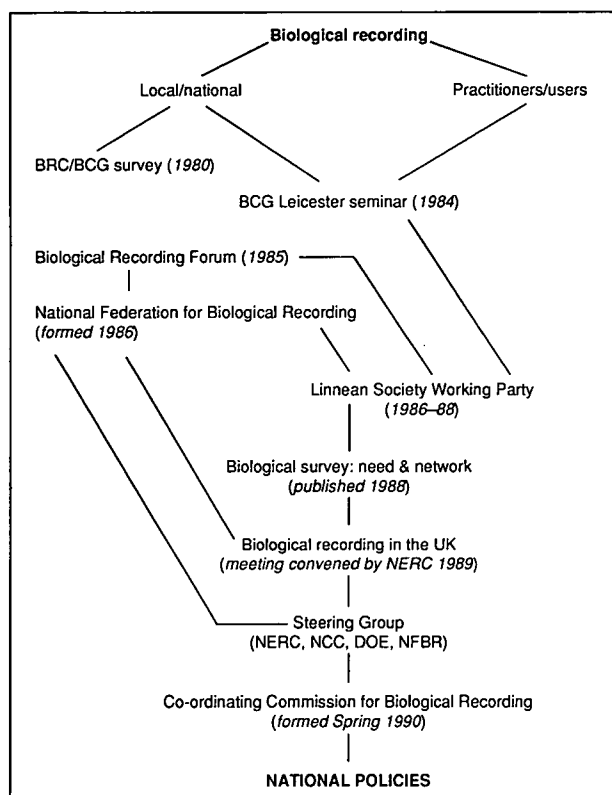 Biological recording
Local/national
Practitioners/users
BRC/BCG survey (1980)
BCG Leicester seminar (1984)
Biological Recording Forum (1985)
National Federation for Biological Recording
(formed 1986)
Linnean Society Working Party
(1986–88)
Biological survey: need & network
(published 1988)
Biological recording in the UK
(meeting convened by NERC 1989)
Steering Group
(NERC, NCC, DOE, NFBR)
Co-ordinating Commission for Biological Recording
(formed Spring 1990)
NATIONAL POLICIES